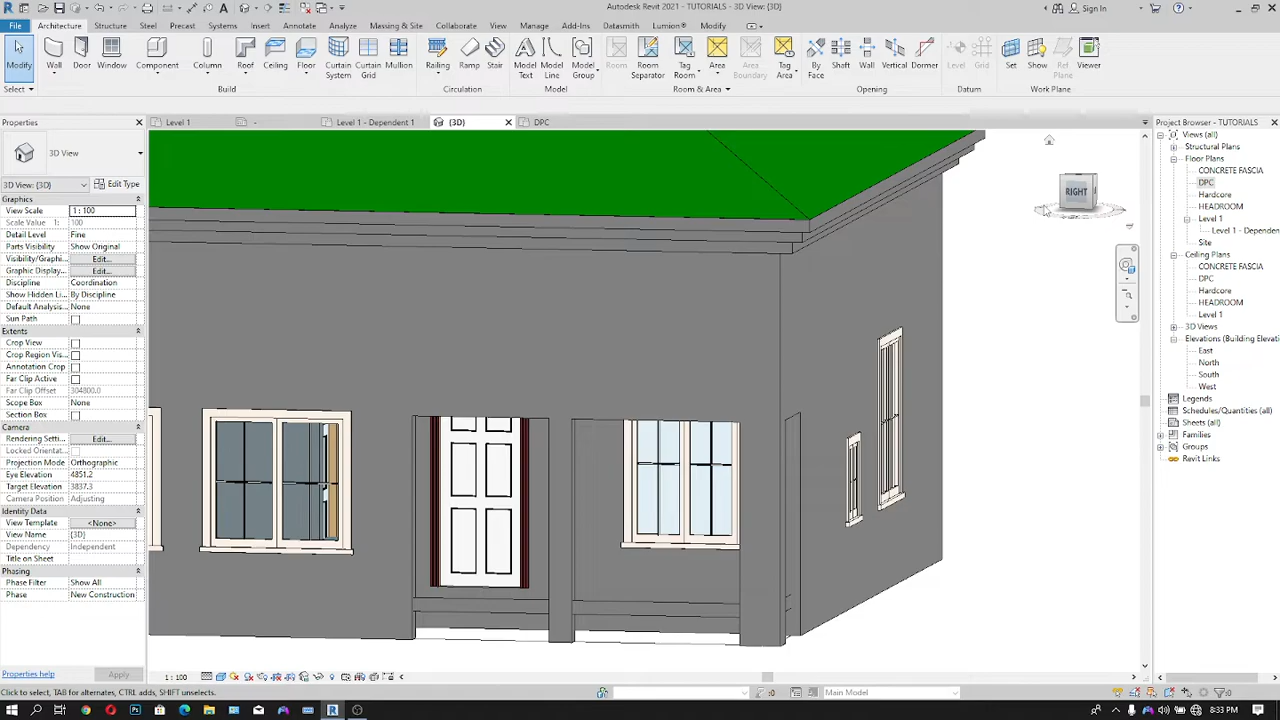 Autodesk Revit 2021 - TUTORIALS - 3D View: {3D}
Sign In
File Architecture Structure Steel Precast Systems Insert Annotate Analyze Massing & Site Collaborate View Manage Add-Ins Datasmith Lumion® Modify
Modify Wall Door Window Component Column Roof Ceiling Floor Curtain System Curtain Grid Mullion Railing Ramp Stair Model Text Model Line Model Group Room Room Separator Tag Room Area Area Boundary Tag Area By Face Shaft Wall Vertical Dormer Level Grid Set Show Ref Plane Viewer
Select Build Circulation Model Room & Area Opening Datum Work Plane
Properties
Level 1
-
Level 1 - Dependent 1
{3D}
DPC
Project Browser - TUTORIALS
3D View
3D View: {3D} Edit Type
Graphics
View Scale 1 : 100
Scale Value 1: 100
Detail Level Fine
Parts Visibility Show Original
Visibility/Graphi... Edit...
Graphic Display... Edit...
Discipline Coordination
Show Hidden Li... By Discipline
Default Analysis... None
Sun Path
Extents
Crop View
Crop Region Vis...
Annotation Crop
Far Clip Active
Far Clip Offset 304800.0
Scope Box None
Section Box
Camera
Rendering Setti... Edit...
Locked Orientat...
Projection Mode Orthographic
Eye Elevation 4851.2
Target Elevation 3837.3
Camera Position Adjusting
Identity Data
View Template <None>
View Name {3D}
Dependency Independent
Title on Sheet
Phasing
Phase Filter Show All
Phase New Construction
Properties help
Apply
RIGHT
Views (all)
Structural Plans
Floor Plans
CONCRETE FASCIA
DPC
Hardcore
HEADROOM
Level 1
Level 1 - Dependen
Site
Ceiling Plans
CONCRETE FASCIA
DPC
Hardcore
HEADROOM
Level 1
3D Views
Elevations (Building Elevati
East
North
South
West
Legends
Schedules/Quantities (all)
Sheets (all)
Families
Groups
Revit Links
1 : 100
Click to select, TAB for alternates, CTRL adds, SHIFT unselects.
:0
Main Model
:0
8:33 PM